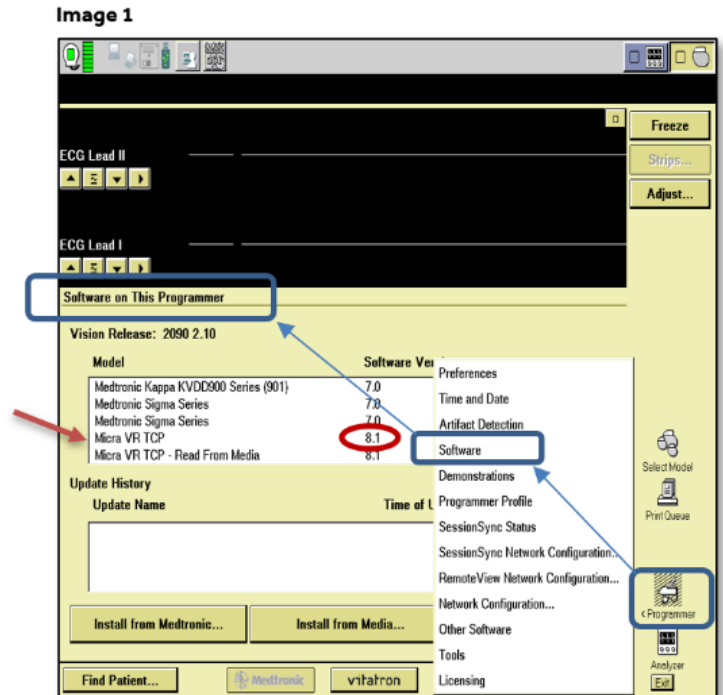 Image 1
Freeze
ECG Lead II
Strips...
Adjust...
ECG Lead I
Software on This Programmer
Vision Release: 2090 2.10
Model Software Ver
Medtronic Kappa KVDD900 Series (901) 7.0
Medtronic Sigma Series 7.0
Medtronic Sigma Series 7.0
Micra VR TCP 8.1
Micra VR TCP - Read From Media 8.1
Update History
Update Name Time of U
Preferences
Time and Date
Artifact Detection
Software
Demonstrations
Programmer Profile
SessionSync Status
SessionSync Network Configuration...
RemoteView Network Configuration...
Network Configuration...
Other Software
Tools
Licensing
Select Model
Print Queue
< Programmer
Analyzer
Exit
Install from Medtronic... Install from Media...
Find Patient... Medtronic vitatron